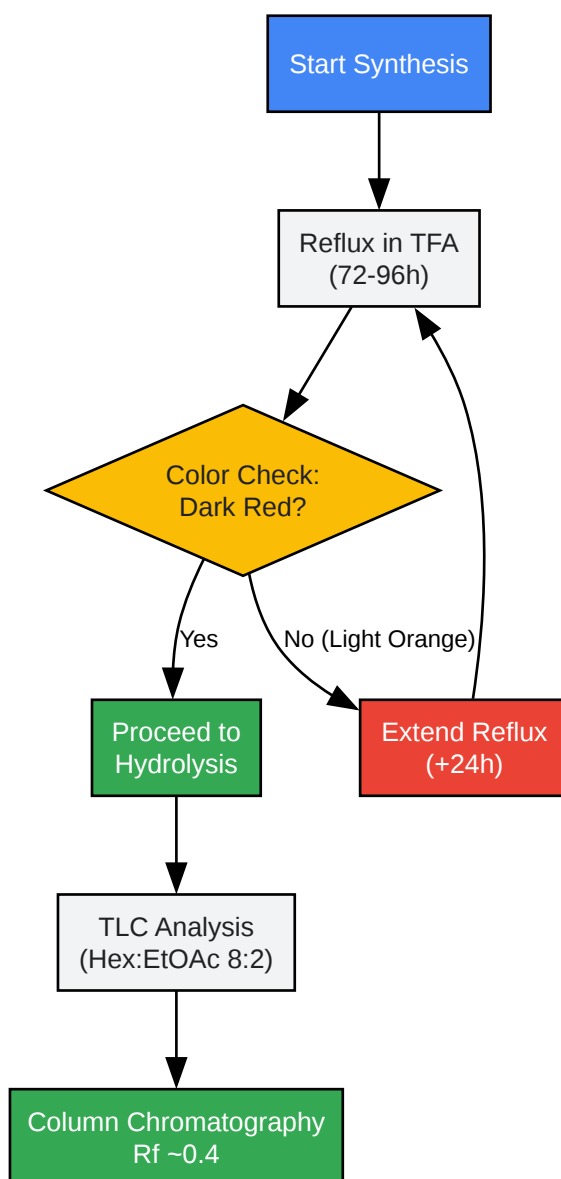 Start Synthesis
Reflux in TFA
(72-96h)
Color Check:
Dark Red?
Yes
No (Light Orange)
Proceed to
Hydrolysis
Extend Reflux
(+24h)
TLC Analysis
(Hex:EtOAc 8:2)
Column Chromatography
Rf ~0.4